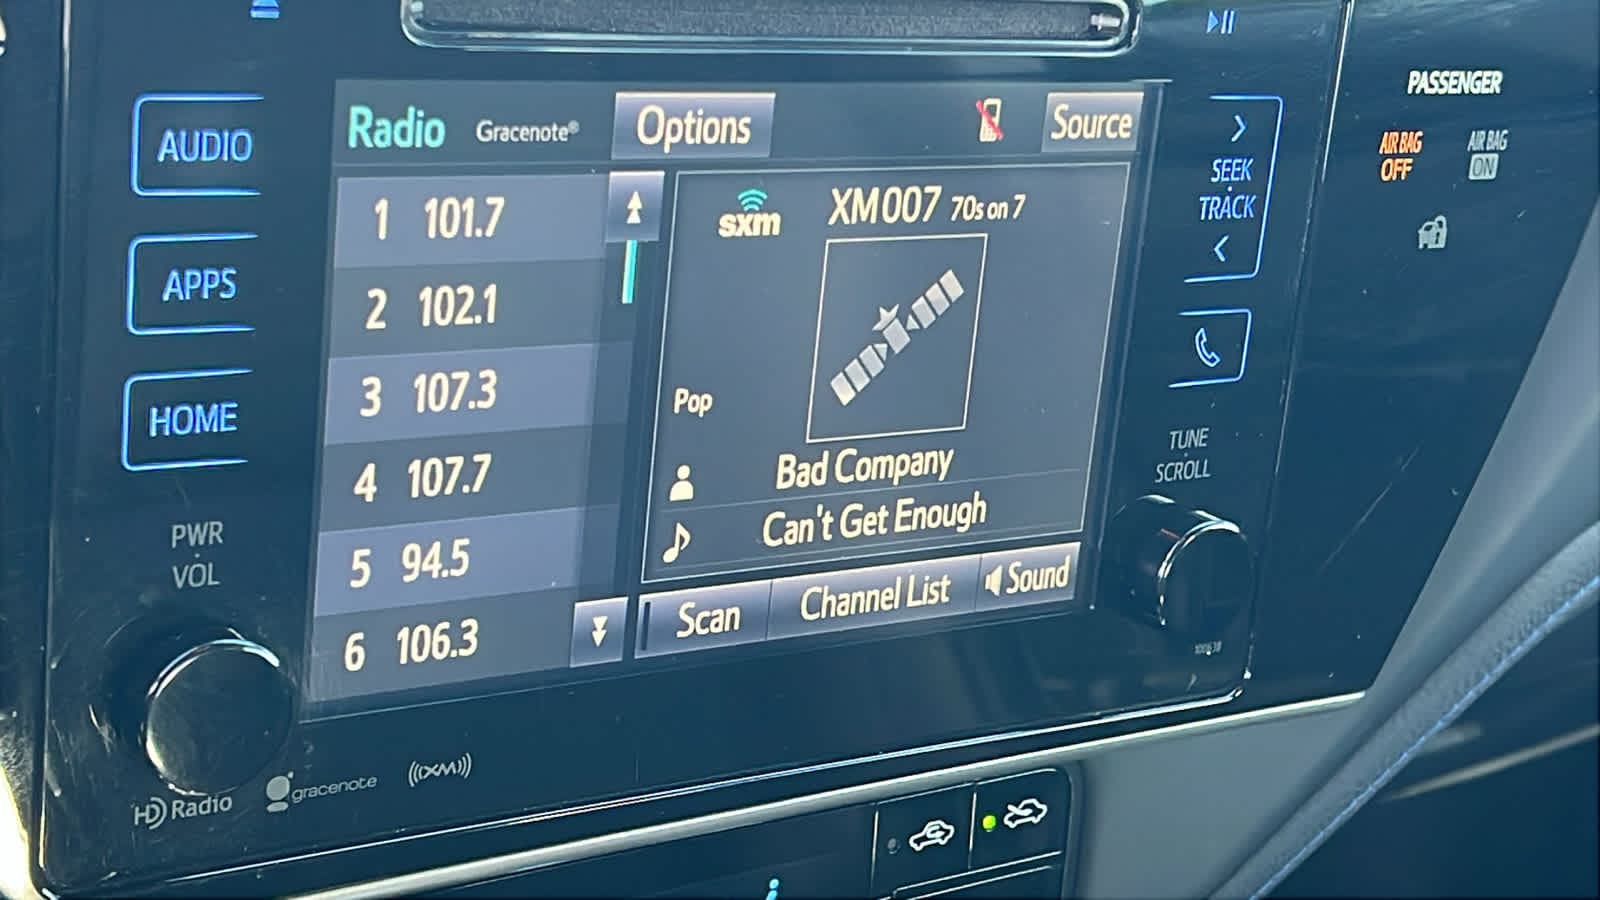 PASSENGER
AIR BAG OFF
AIR BAG ON
AUDIO
APPS
HOME
PWR
VOL
Radio Gracenote® Options Source
1 101.7
2 102.1
3 107.3
4 107.7
5 94.5
6 106.3
sxm XM007 70s on 7
Pop
Bad Company
Can't Get Enough
Scan Channel List Sound
SEEK
TRACK
TUNE
SCROLL
HD Radio gracenote ((XM))